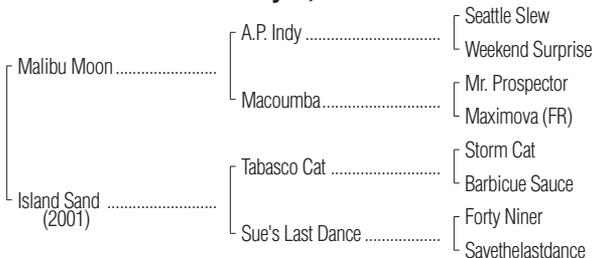 Seattle Slew
A.P. Indy
Weekend Surprise
Malibu Moon
Mr. Prospector
Macoumba
Maximova (FR)
Storm Cat
Tabasco Cat
Barbicue Sauce
Island Sand
(2001)
Forty Niner
Sue's Last Dance
Savethelastdance